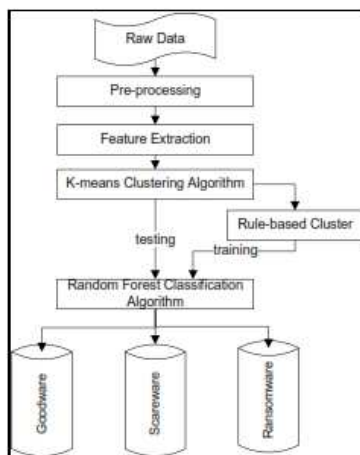 Raw Data
Pre-processing
Feature Extraction
K-means Clustering Algorithm
Rule-based Cluster
testing
training
Random Forest Classification
Algorithm
Goodware
Scareware
Ransomware